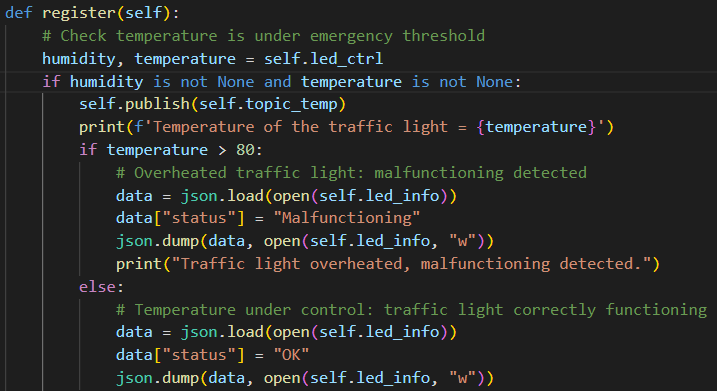 def register(self):
    # Check temperature is under emergency threshold
    humidity, temperature = self.led_ctrl
    if humidity is not None and temperature is not None:
        self.publish(self.topic_temp)
        print(f'Temperature of the traffic light = {temperature}')
        if temperature > 80:
            # Overheated traffic light: malfunctioning detected
            data = json.load(open(self.led_info))
            data["status"] = "Malfunctioning"
            json.dump(data, open(self.led_info, "w"))
            print("Traffic light overheated, malfunctioning detected.")
        else:
            # Temperature under control: traffic light correctly functioning
            data = json.load(open(self.led_info))
            data["status"] = "OK"
            json.dump(data, open(self.led_info, "w"))